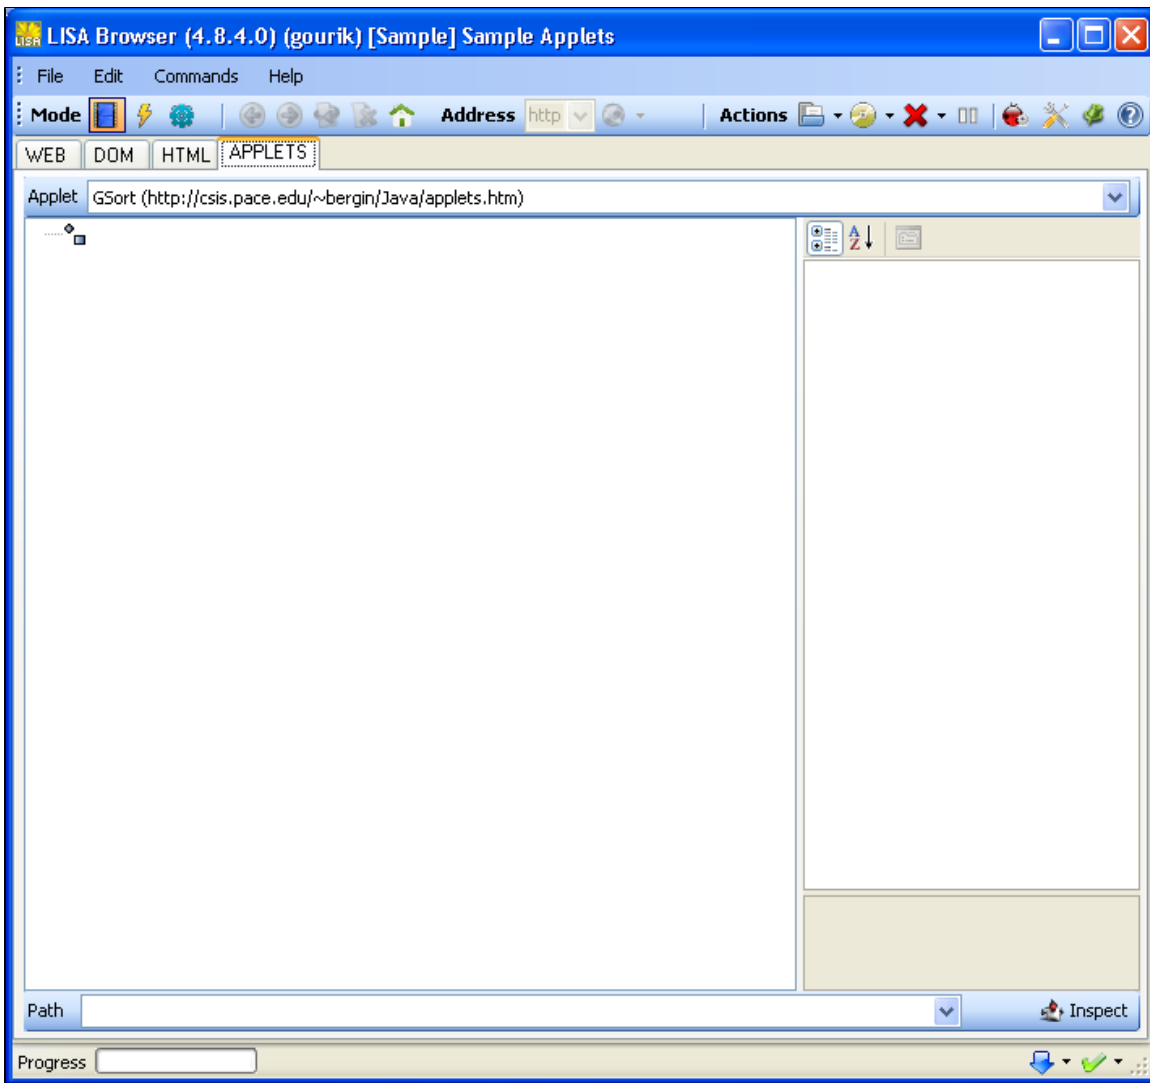 LISA Browser (4.8.4.0) (gourik) [Sample] Sample Applets
File Edit Commands Help
Mode Address http Actions
WEB DOM HTML APPLETS
Applet GSort (http://csis.pace.edu/~bergin/Java/applets.htm)
A
Z
Path Inspect
Progress